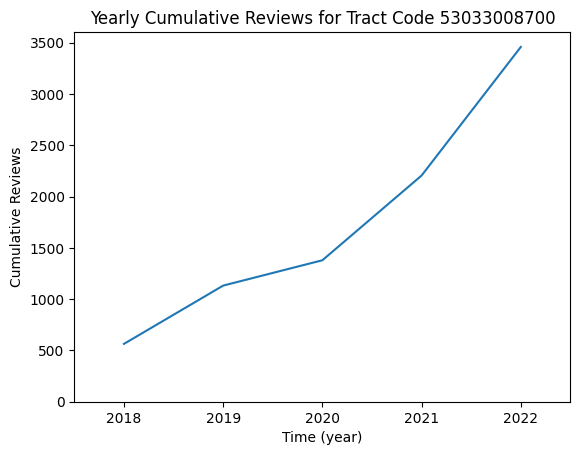 Yearly Cumulative Reviews for Tract Code 53033008700
3500
3000
2500
2000
1500
1000
500
0
Cumulative Reviews
2018 2019 2020 2021 2022
Time (year)